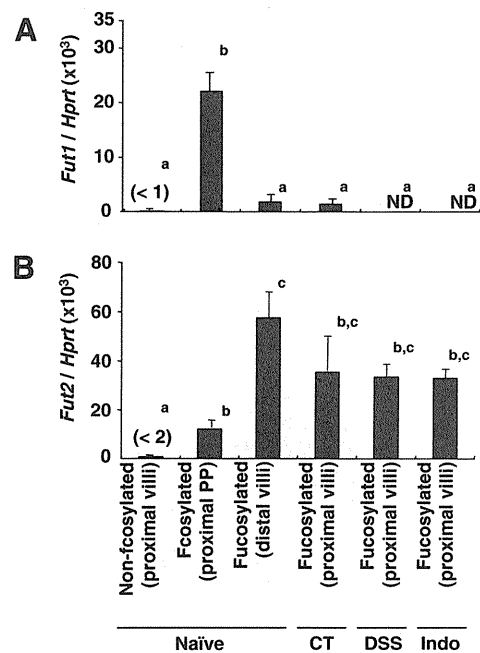 A
Fut1 / Hprt (x10³)
35
30
20
10
0
a
(< 1)
b
a
a
a
ND
a
ND
B
Fut2 / Hprt (x10³)
80
60
40
20
0
a
(< 2)
b
c
b,c
b,c
b,c
Non-fcosylated
(proximal villi)
Fcosylated
(proximal PP)
Fucosylated
(distal villi)
Fucosylated
(proximal villi)
Fucosylated
(proximal villi)
Fucosylated
(proximal villi)
Naïve
CT
DSS
Indo